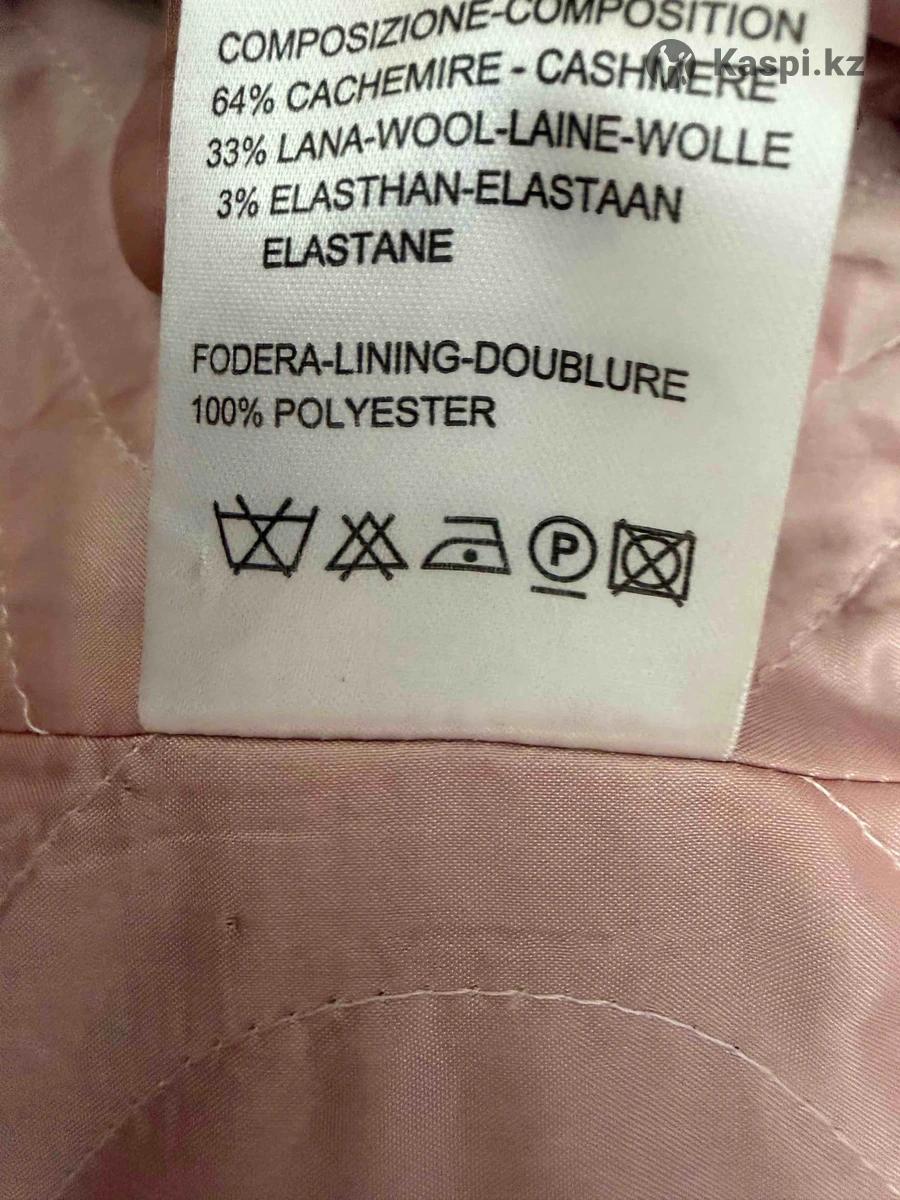 COMPOSIZIONE-COMPOSITION
Kaspi.kz
64% CACHEMIRE - CASHMERE
33% LANA-WOOL-LAINE-WOLLE
3% ELASTHAN-ELASTAAN
ELASTANE
FODERA-LINING-DOUBLURE
100% POLYESTER
P